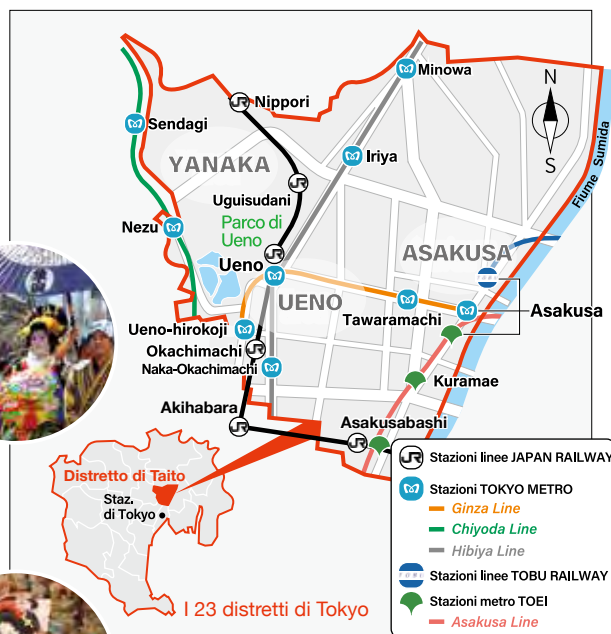 Minowa
N
S
Nippori
Sendagi
Iriya
YANAKA
Fiume Sumida
Uguisudani
Nezu
Parco di
Ueno
ASAKUSA
Ueno
UENO
Tawaramachi
Asakusa
Ueno-hirokoji
Okachimachi
Naka-Okachimachi
Kuramae
Akihabara
Asakusabashi
Distretto di Taito
Staz.
di Tokyo
I 23 distretti di Tokyo
JR Stazioni linee JAPAN RAILWAY
Stazioni TOKYO METRO
Ginza Line
Chiyoda Line
Hibiya Line
TOBU Stazioni linee TOBU RAILWAY
Stazioni metro TOEI
Asakusa Line